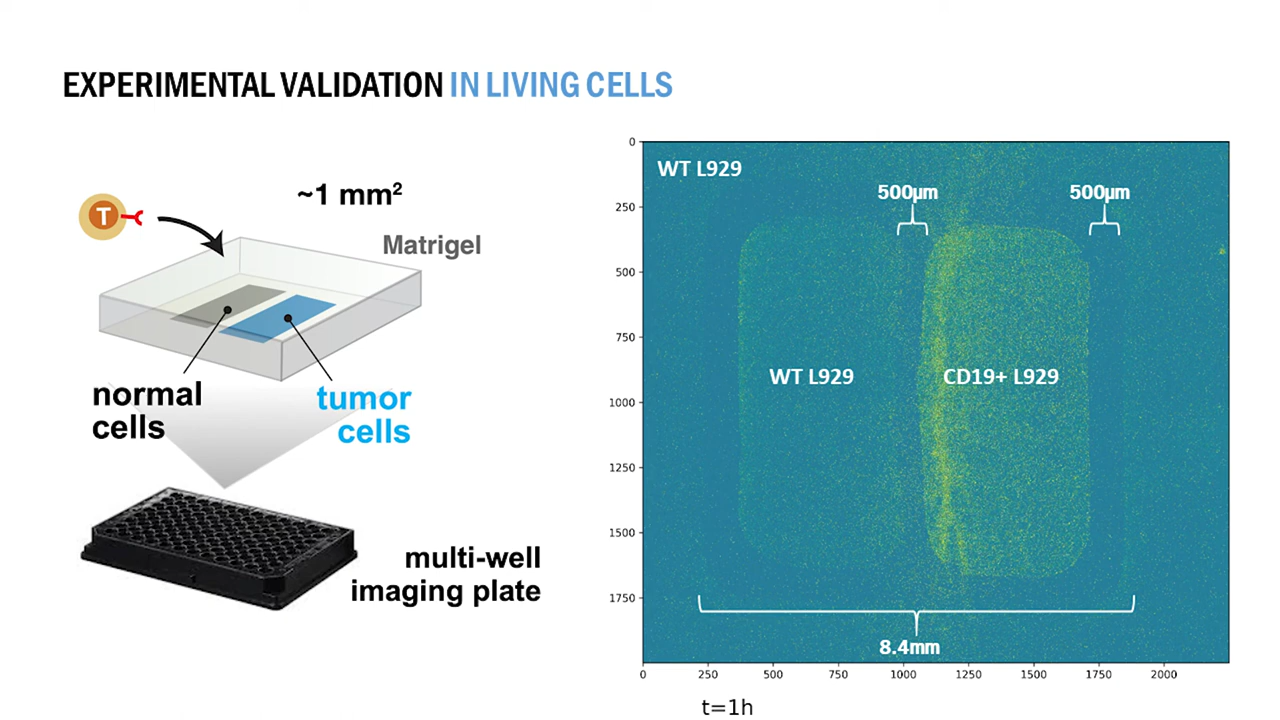 EXPERIMENTAL VALIDATION IN LIVING CELLS
~1 mm²
T
Matrigel
normal
cells
tumor
cells
multi-well
imaging plate
0
250
500
750
1000
1250
1500
1750
WT L929
500µm
500µm
WT L929
CD19+ L929
8.4mm
0
250
500
750
1000
1250
1500
1750
2000
t=1h